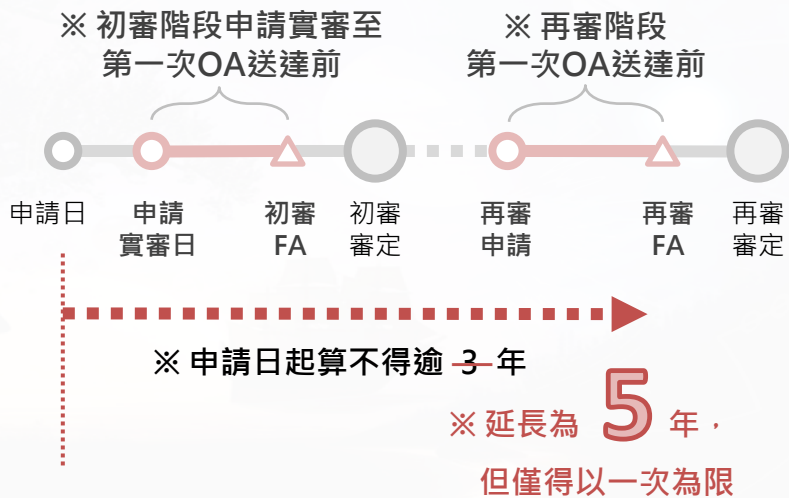 ※ 初審階段申請實審至
第一次OA送達前
※ 再審階段
第一次OA送達前
申請日
申請
實審日
初審
FA
初審
審定
再審
申請
再審
FA
再審
審定
※ 申請日起算不得逾 3 年
※ 延長為 5 年，
但僅得以一次為限